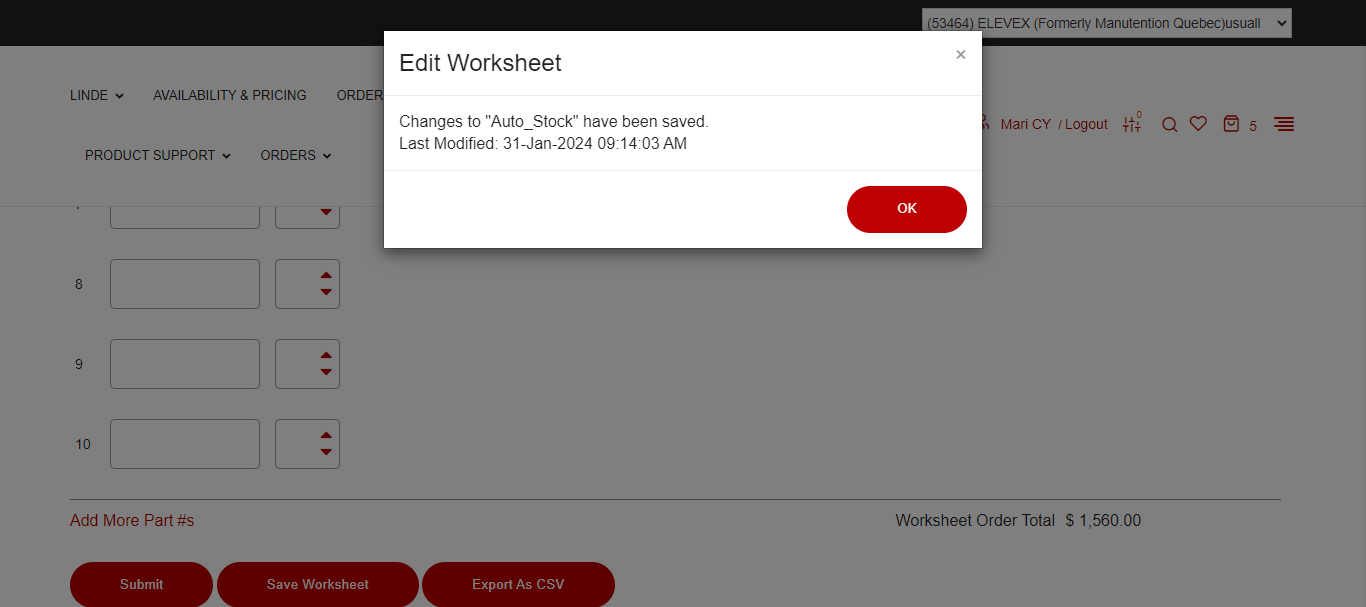 (53464) ELEVEX (Formerly Manutention Quebec)usuall
Edit Worksheet
×
LINDE
AVAILABILITY & PRICING
ORDER
Changes to "Auto_Stock" have been saved.
Last Modified: 31-Jan-2024 09:14:03 AM
Mari CY / Logout
0
5
PRODUCT SUPPORT
ORDERS
OK
8
9
10
Add More Part #s
Worksheet Order Total $ 1,560.00
Submit
Save Worksheet
Export As CSV